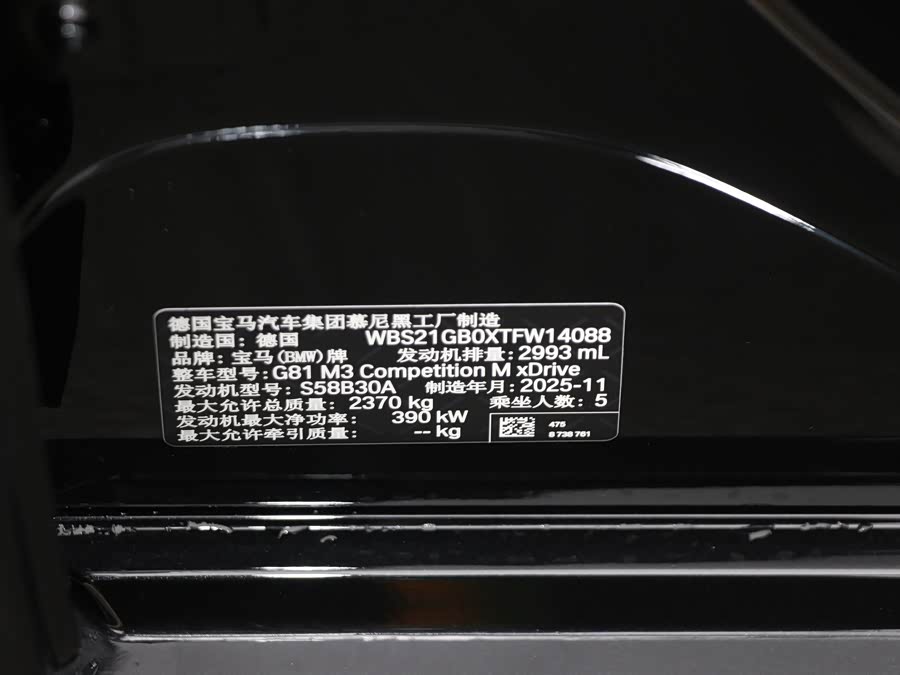 德国宝马汽车集团慕尼黑工厂制造
制造国：德国 WBS21GB0XTFW14088
品牌：宝马(BMW)牌 发动机排量：2993 mL
整车型号：G81 M3 Competition M xDrive
发动机型号：S58B30A 制造年月：2025-11
最大允许总质量：2370 kg 乘坐人数：5
发动机最大净功率：390 kW
最大允许牵引质量：-- kg
475
8 738 761